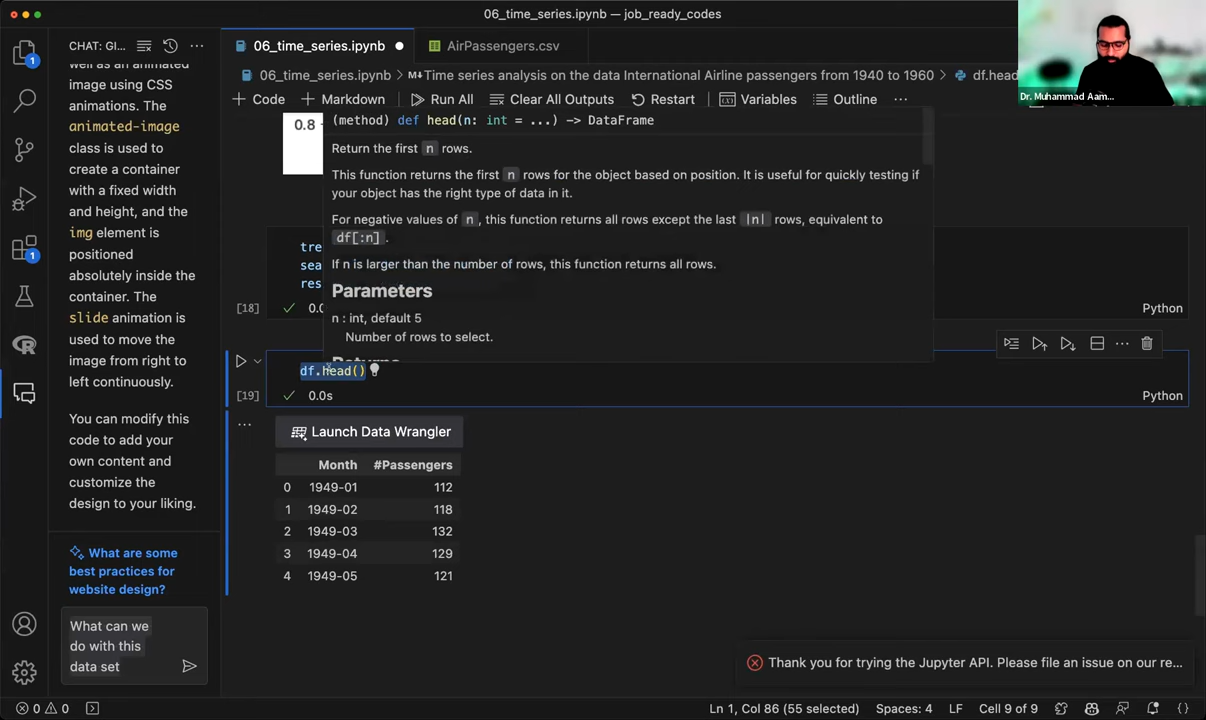 06_time_series.ipynb — job_ready_codes
CHAT: GI...
06_time_series.ipynb
AirPassengers.csv
06_time_series.ipynb > M↓Time series analysis on the data International Airline passengers from 1940 to 1960 > df.head
Code
Markdown
Run All
Clear All Outputs
Restart
Variables
Outline
...
Dr. Muhammad Aam...
1
1
well as an animated
image using CSS
animations. The
animated-image
class is used to
create a container
with a fixed width
and height, and the
img element is
positioned
absolutely inside the
container. The
slide animation is
used to move the
image from right to
left continuously.
You can modify this
code to add your
own content and
customize the
design to your liking.
What are some
best practices for
website design?
What can we
do with this
data set
0.8
(method) def head(n: int = ...) -> DataFrame
Return the first n rows.
This function returns the first n rows for the object based on position. It is useful for quickly testing if
your object has the right type of data in it.
For negative values of n, this function returns all rows except the last |n| rows, equivalent to
df[:n].
If n is larger than the number of rows, this function returns all rows.
Parameters
n : int, default 5
Number of rows to select.
Returns
tre
sea
res
[18]
0.0
Python
df.head()
[19]
0.0s
Python
...
Launch Data Wrangler
Month #Passengers
0 1949-01 112
1 1949-02 118
2 1949-03 132
3 1949-04 129
4 1949-05 121
Thank you for trying the Jupyter API. Please file an issue on our re...
0 0
Ln 1, Col 86 (55 selected)
Spaces: 4
LF
Cell 9 of 9